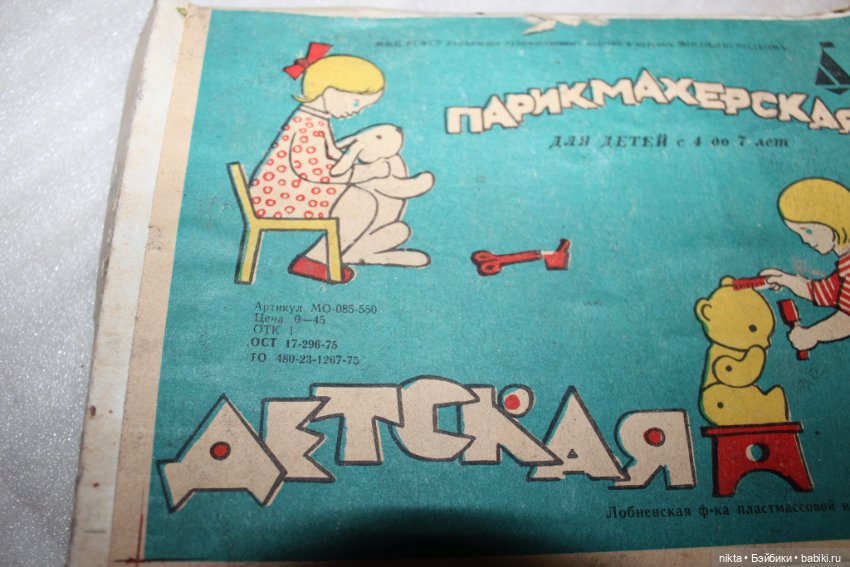 ПАРИКМАХЕРСКАЯ
ДЛЯ ДЕТЕЙ с 4 до 7 лет
Артикул МО-085-550
Цена 0—45
ОТК 1
ОСТ 17-296-75
ТО 480-23-1267-75
ДЕТСКАЯ
Лобненская ф-ка пластмассовой
nikta • Бэйбики • babiki.ru